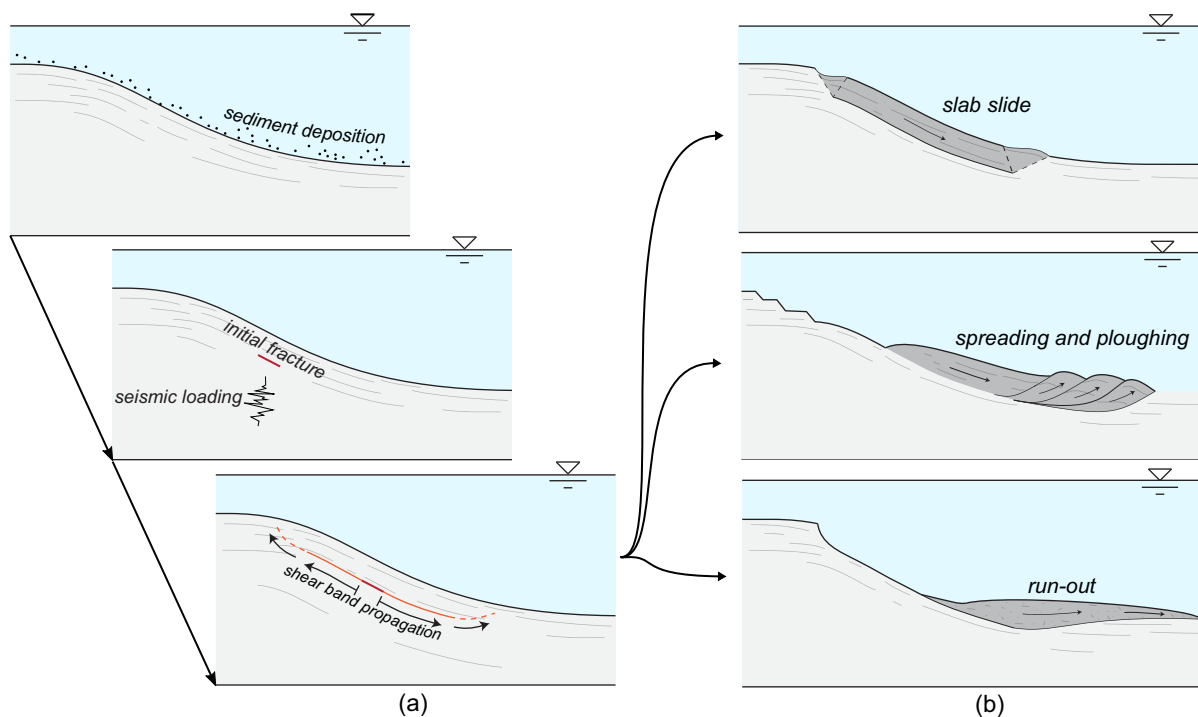 sediment deposition
initial fracture
seismic loading
shear band propagation
(a)
slab slide
spreading and ploughing
run-out
(b)